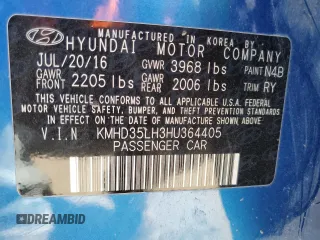 MANUFACTURED IN KOREA BY
HYUNDAI MOTOR COMPANY
JUL/20/16 GVWR 3968 lbs PAINT N4B
GAWR FRT 2205 lbs GAWR RR 2006 lbs TRIM RY
THIS VEHICLE CONFORMS TO ALL APPLICABLE FEDERAL
MOTOR VEHICLE SAFETY, BUMPER, AND THEFT PREVENTION
STANDARDS IN EFFECT ON THE DATE OF MANUFACTURE
SHOWN ABOVE.
V.I.N KMHD35LH3HU364405
PASSENGER CAR
DREAMBID